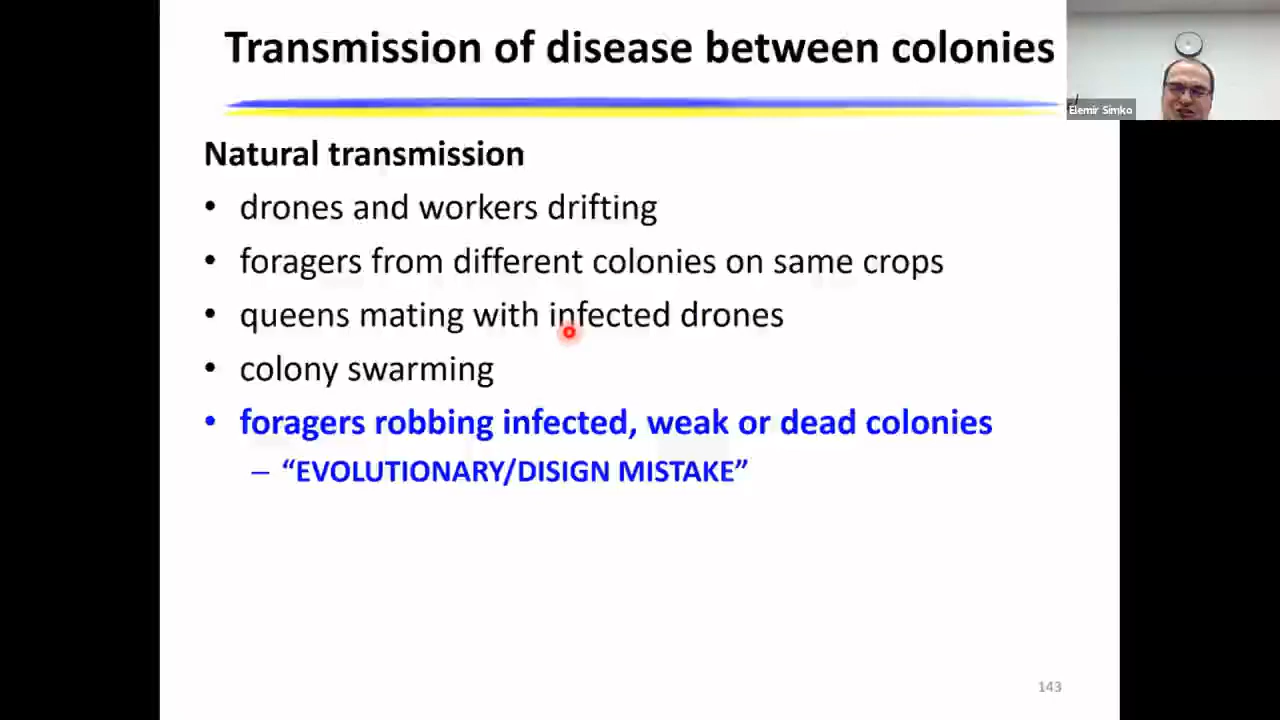 Transmission of disease between colonies
Elemir Simko
Natural transmission
• drones and workers drifting
• foragers from different colonies on same crops
• queens mating with infected drones
• colony swarming
• foragers robbing infected, weak or dead colonies
– “EVOLUTIONARY/DISIGN MISTAKE”
143